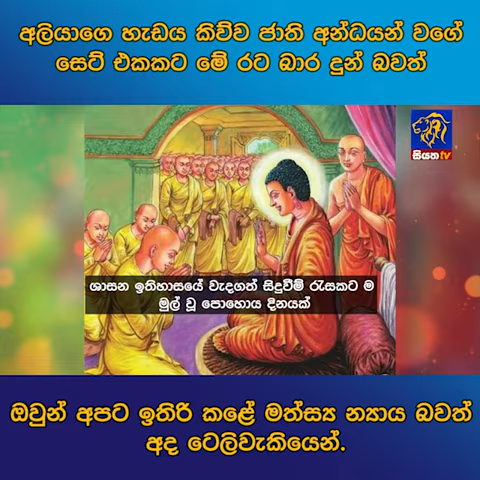 අලියාගෙ හැඩය කිව්ව ජාති අන්ධයන් වගේ
සෙට් එකකට මේ රට බාර දුන් බවත්
සියත tv
ශාසන ඉතිහාසයේ වැදගත් සිදුවීම් රැසකට ම
මුල් වූ පොහොය දිනයක්
ඔවුන් අපට ඉතිරි කළේ මත්ස්‍ය න්‍යාය බවත්
අද ටෙලිවැකියෙන්.